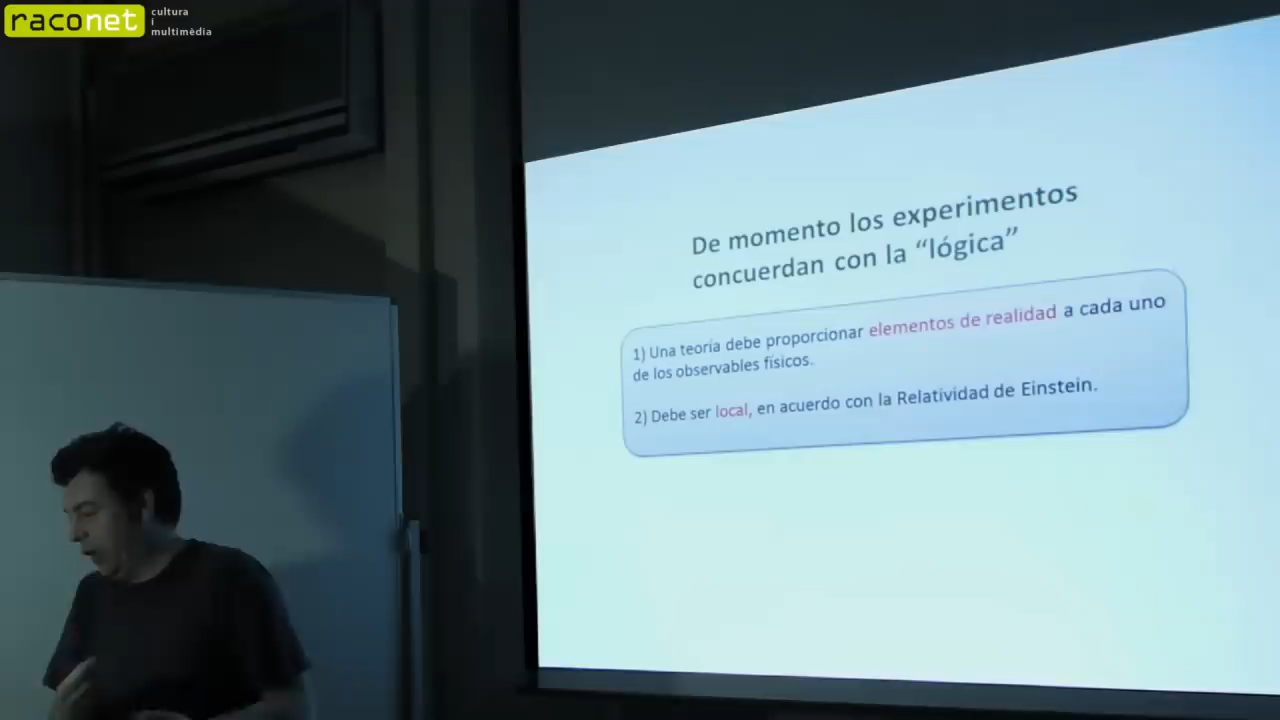 raconet
cultura
i
multimèdia
De momento los experimentos
concuerdan con la “lógica”
1) Una teoría debe proporcionar elementos de realidad a cada uno
de los observables físicos.
2) Debe ser local, en acuerdo con la Relatividad de Einstein.